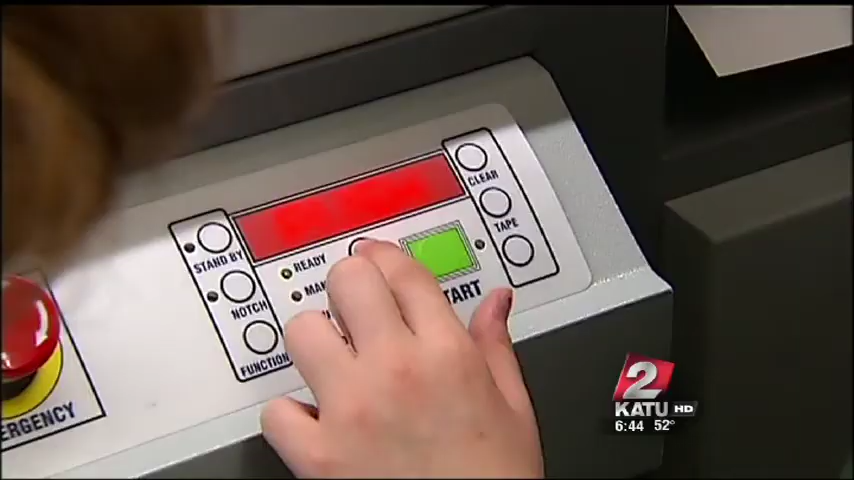 CLEAR
TAPE
STAND BY
READY
NOTCH
START
FUNCTION
ERGENCY
2
KATU HD
6:44 52°